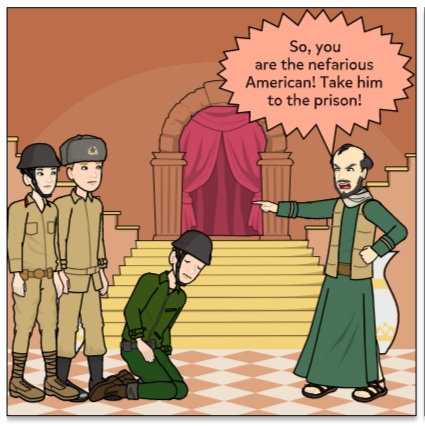 So, you
are the nefarious
American! Take him
to the prison!